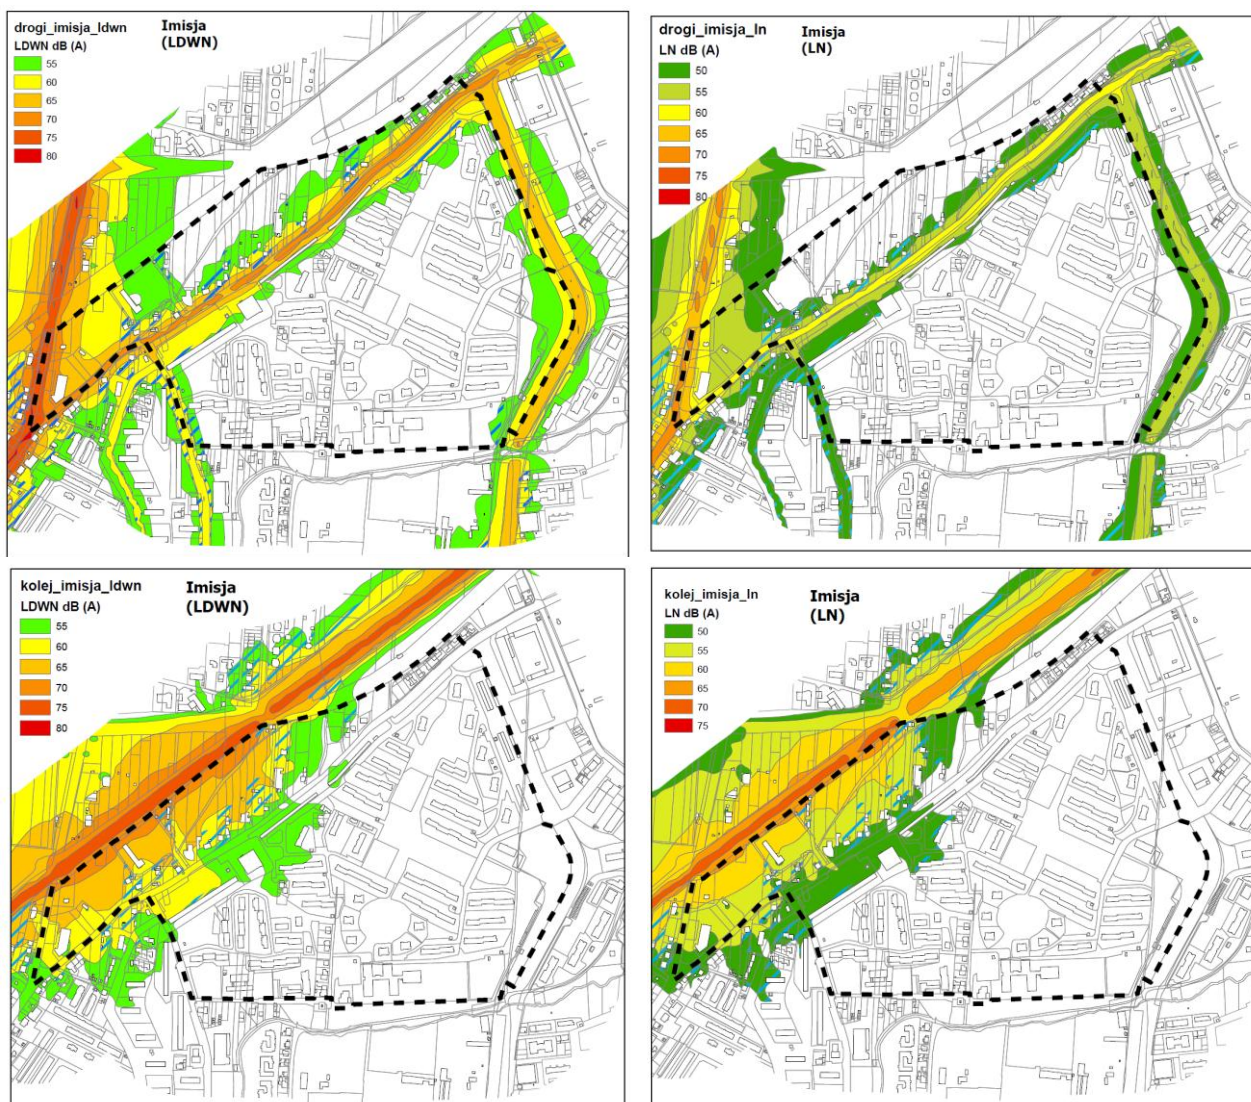 drogi_imisja_ldwn
LDWN dB (A)
55
60
65
70
75
80
Imisja
(LDWN)
drogi_imisja_ln
LN dB (A)
50
55
60
65
70
75
80
Imisja
(LN)
kolej_imisja_ldwn
LDWN dB (A)
55
60
65
70
75
80
Imisja
(LDWN)
kolej_imisja_ln
LN dB (A)
50
55
60
65
70
75
Imisja
(LN)